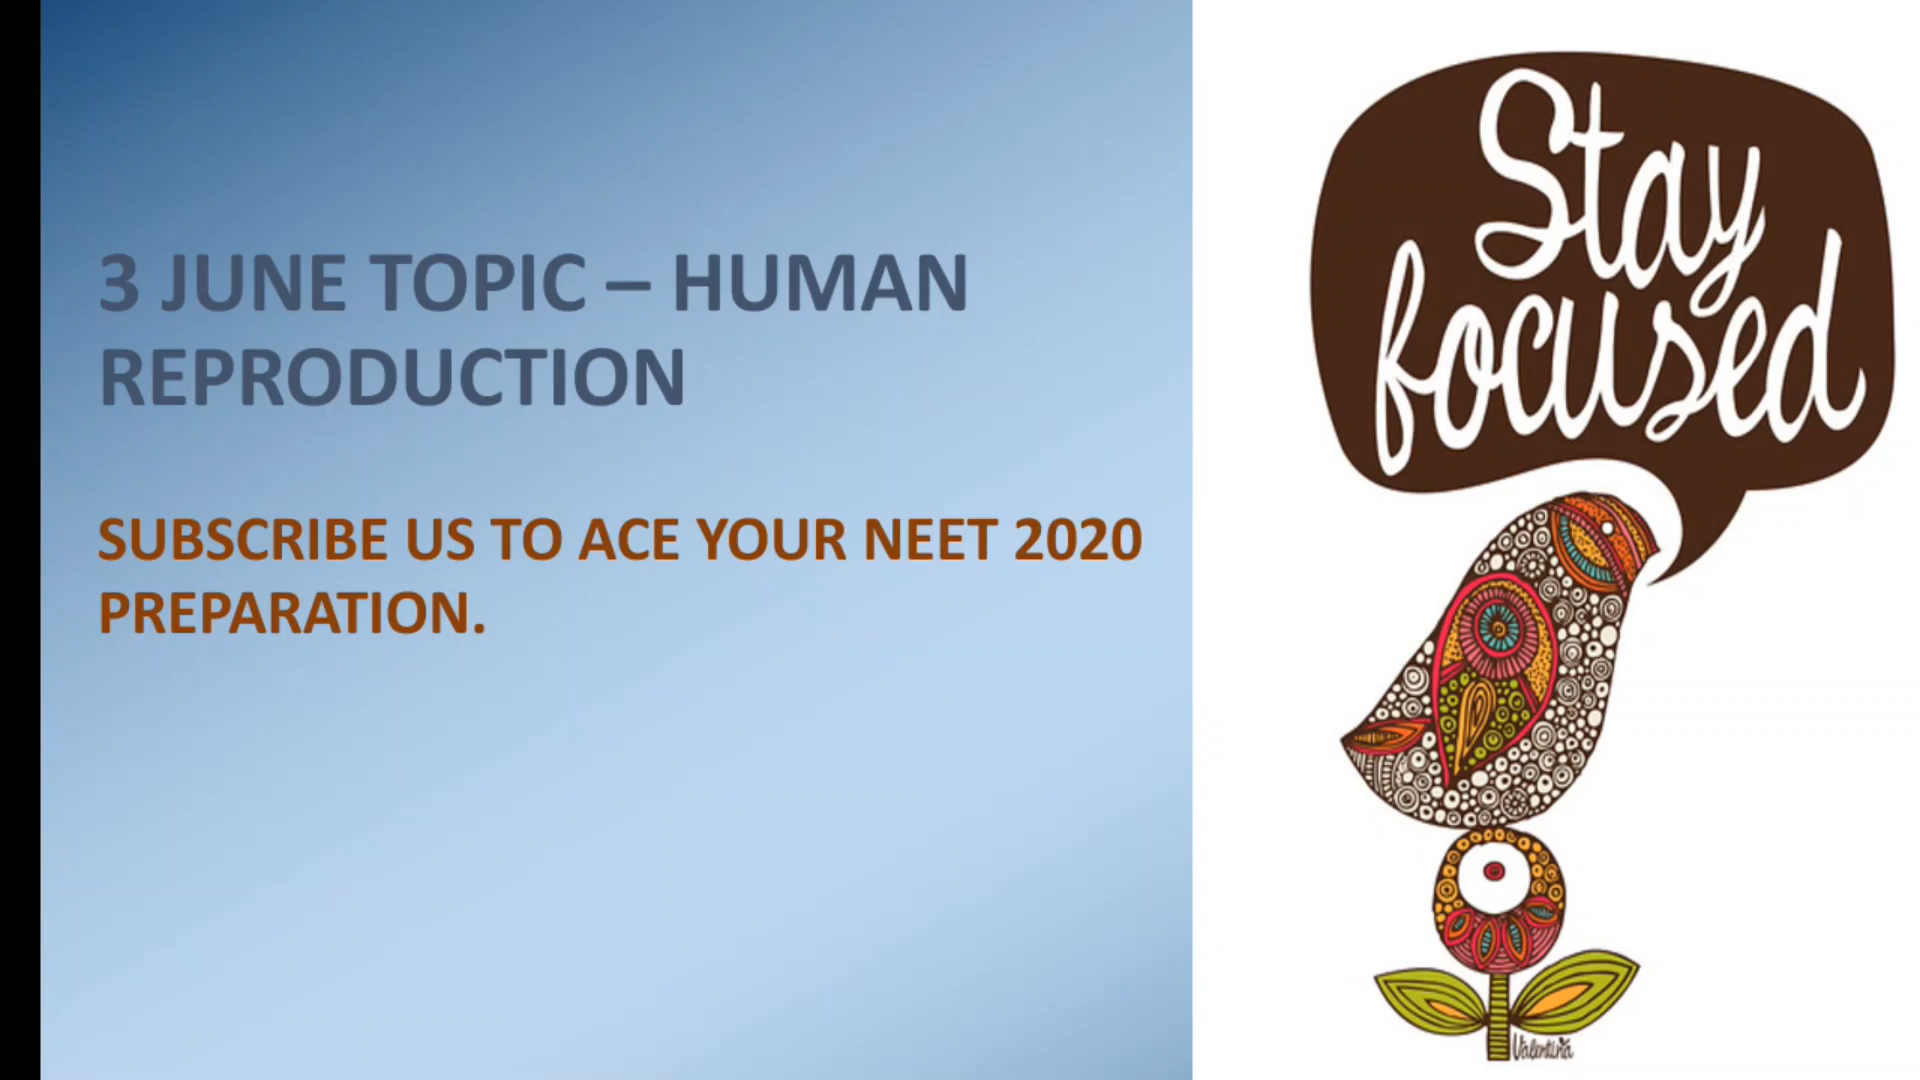 3 JUNE TOPIC – HUMAN
REPRODUCTION
SUBSCRIBE US TO ACE YOUR NEET 2020
PREPARATION.
Stay
focused
Valentina